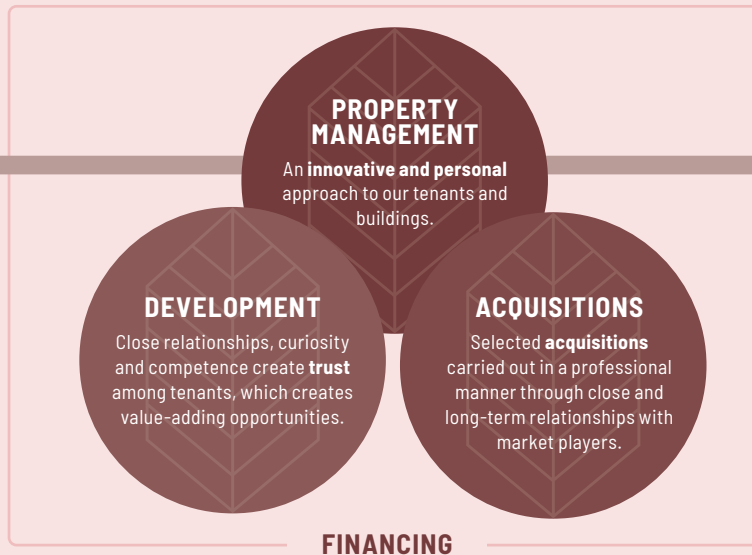 PROPERTY
MANAGEMENT
An innovative and personal
approach to our tenants and
buildings.
DEVELOPMENT
Close relationships, curiosity
and competence create trust
among tenants, which creates
value-adding opportunities.
ACQUISITIONS
Selected acquisitions
carried out in a professional
manner through close and
long-term relationships with
market players.
FINANCING